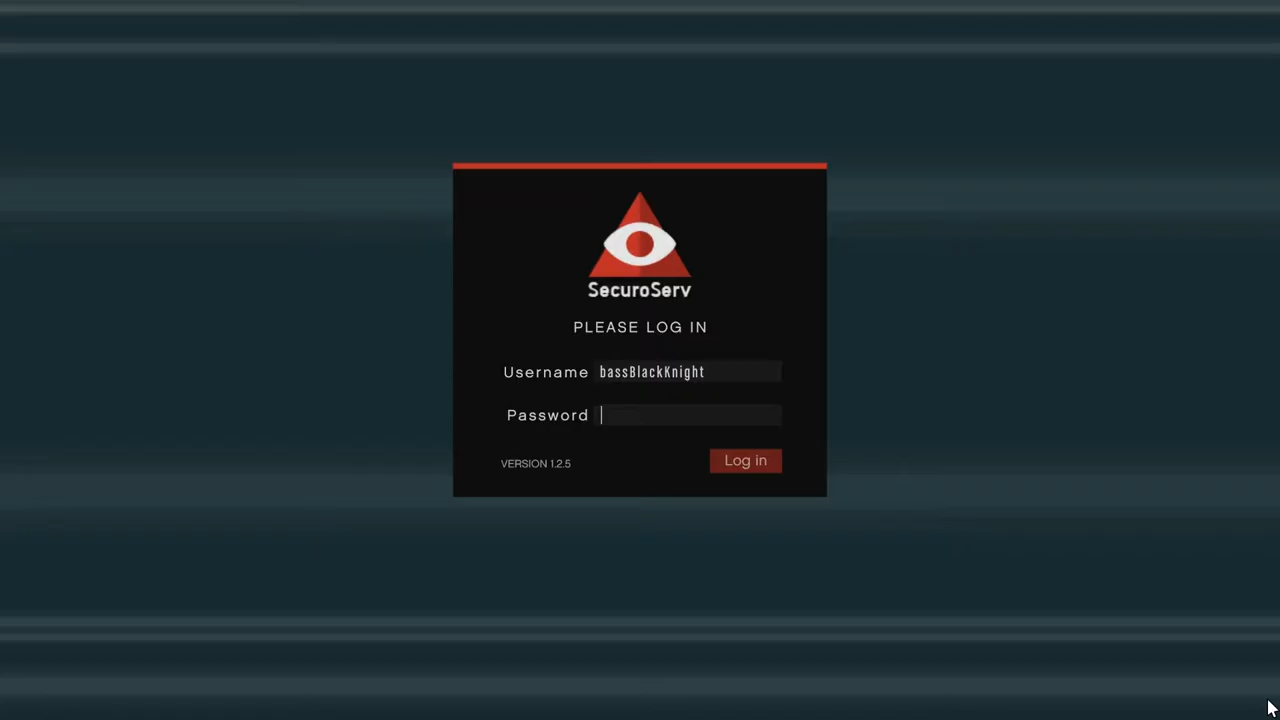 SecuroServ
PLEASE LOG IN
Username bassBlackKnight
Password
VERSION 1.2.5 Log in